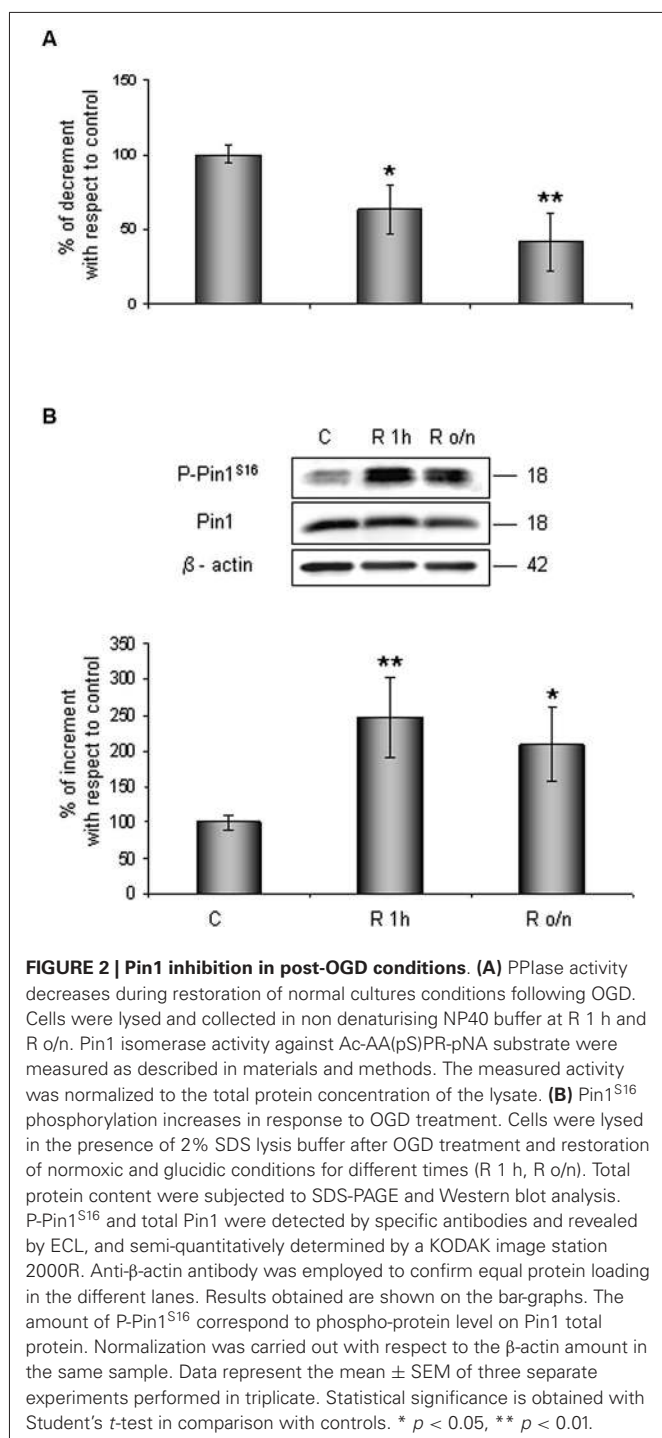 A
% of decrement
with respect to control
150
100
50
0
*
**
B
C R 1h R o/n
P-Pin1^S16 18
Pin1 18
β - actin 42
% of increment
with respect to control
350
300
250
200
150
100
50
0
**
*
C R 1h R o/n
FIGURE 2 | Pin1 inhibition in post-OGD conditions. (A) PPIase activity
decreases during restoration of normal cultures conditions following OGD.
Cells were lysed and collected in non denaturising NP40 buffer at R 1 h and
R o/n. Pin1 isomerase activity against Ac-AA(pS)PR-pNA substrate were
measured as described in materials and methods. The measured activity
was normalized to the total protein concentration of the lysate. (B) Pin1^S16
phosphorylation increases in response to OGD treatment. Cells were lysed
in the presence of 2% SDS lysis buffer after OGD treatment and restoration
of normoxic and glucidic conditions for different times (R 1 h, R o/n). Total
protein content were subjected to SDS-PAGE and Western blot analysis.
P-Pin1^S16 and total Pin1 were detected by specific antibodies and revealed
by ECL, and semi-quantitatively determined by a KODAK image station
2000R. Anti-β-actin antibody was employed to confirm equal protein loading
in the different lanes. Results obtained are shown on the bar-graphs. The
amount of P-Pin1^S16 correspond to phospho-protein level on Pin1 total
protein. Normalization was carried out with respect to the β-actin amount in
the same sample. Data represent the mean ± SEM of three separate
experiments performed in triplicate. Statistical significance is obtained with
Student's t-test in comparison with controls. * p < 0.05, ** p < 0.01.